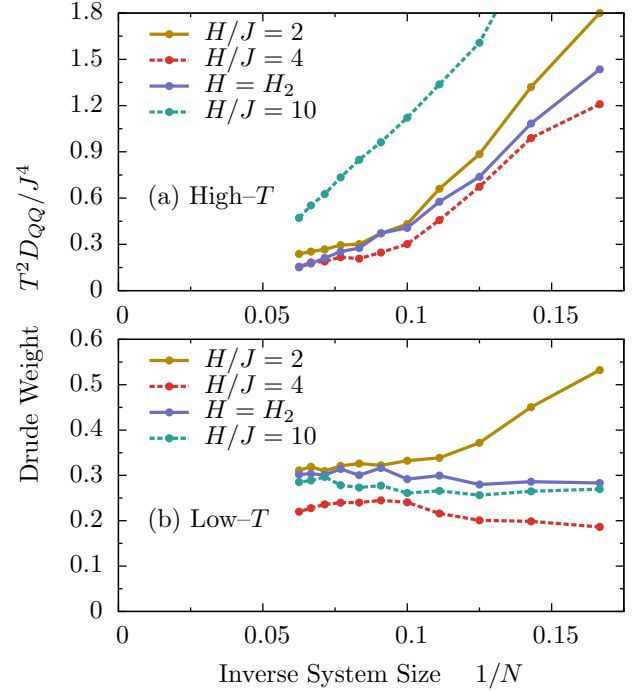 1.8
1.5
1.2
0.9
0.6
0.3
0
H/J = 2
H/J = 4
H = H₂
H/J = 10
(a) High–T
0 0.05 0.1 0.15
0.6
0.5
0.4
0.3
0.2
0.1
0
H/J = 2
H/J = 4
H = H₂
H/J = 10
(b) Low–T
0 0.05 0.1 0.15
Drude Weight T²D_{QQ}/J⁴
Inverse System Size 1/N